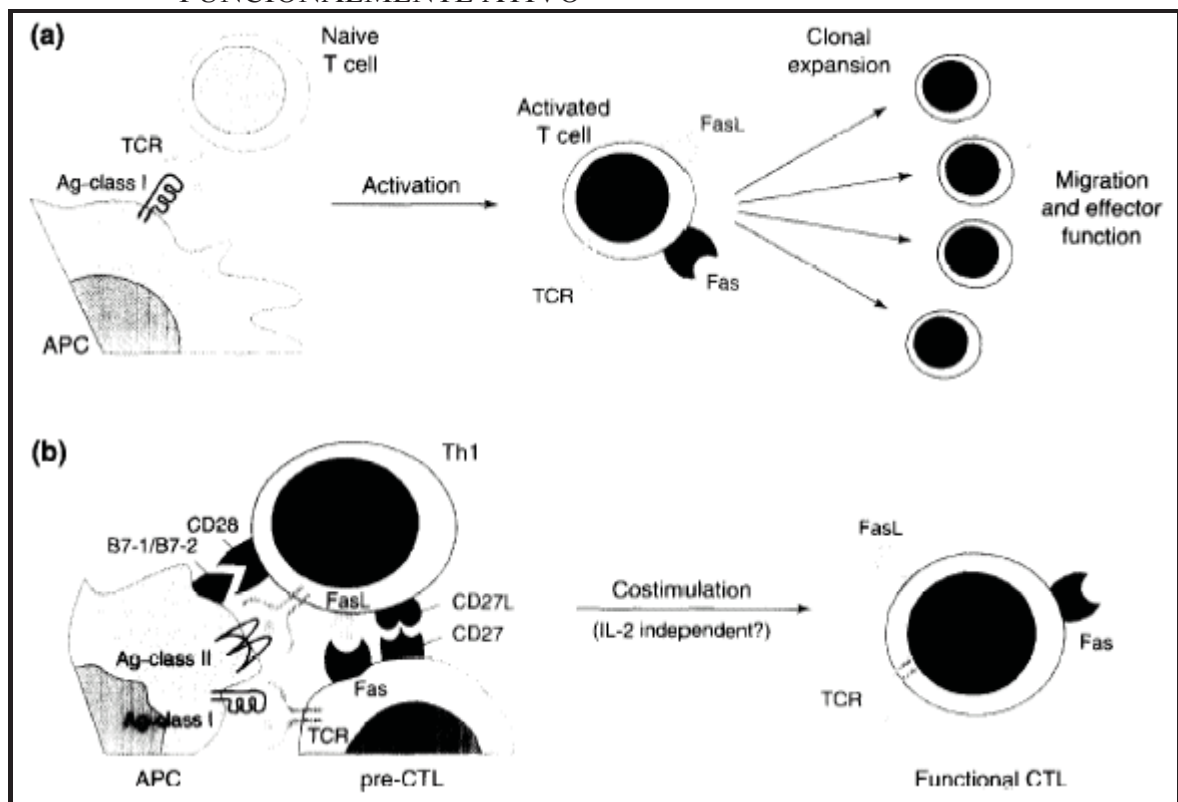 FUNCIONALMENTE ATIVO
(a)
Naive
T cell
TCR
Ag-class I
APC
Activation
Activated
T cell
FasL
TCR
Fas
Clonal
expansion
Migration
and effector
function
(b)
Th1
CD28
B7-1/B7-2
FasL
CD27L
CD27
Ag-class II
Fas
Ag-class I
TCR
APC
pre-CTL
Costimulation
(IL-2 independent?)
FasL
Fas
TCR
Functional CTL